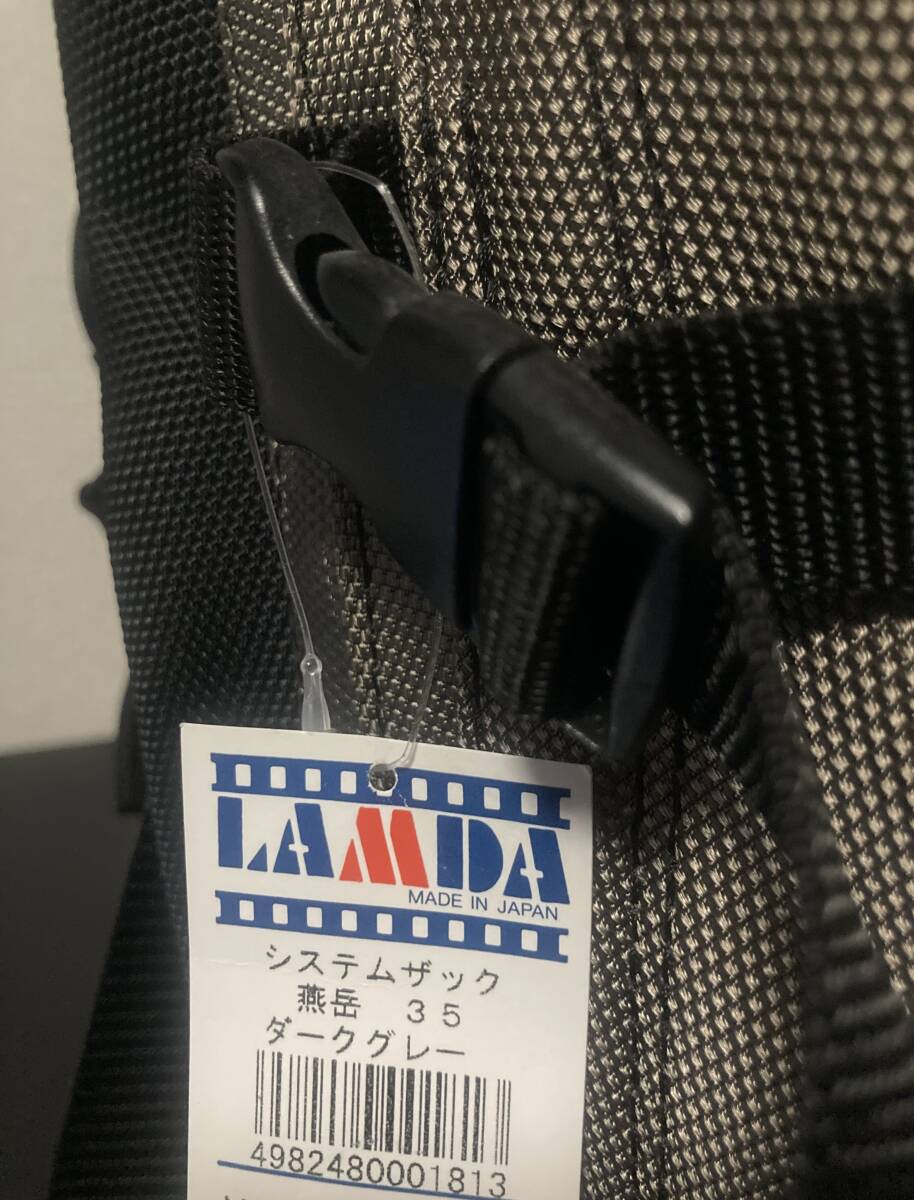 LAMDA
MADE IN JAPAN
システムザック
燕岳　３５
ダークグレー
4982480001813